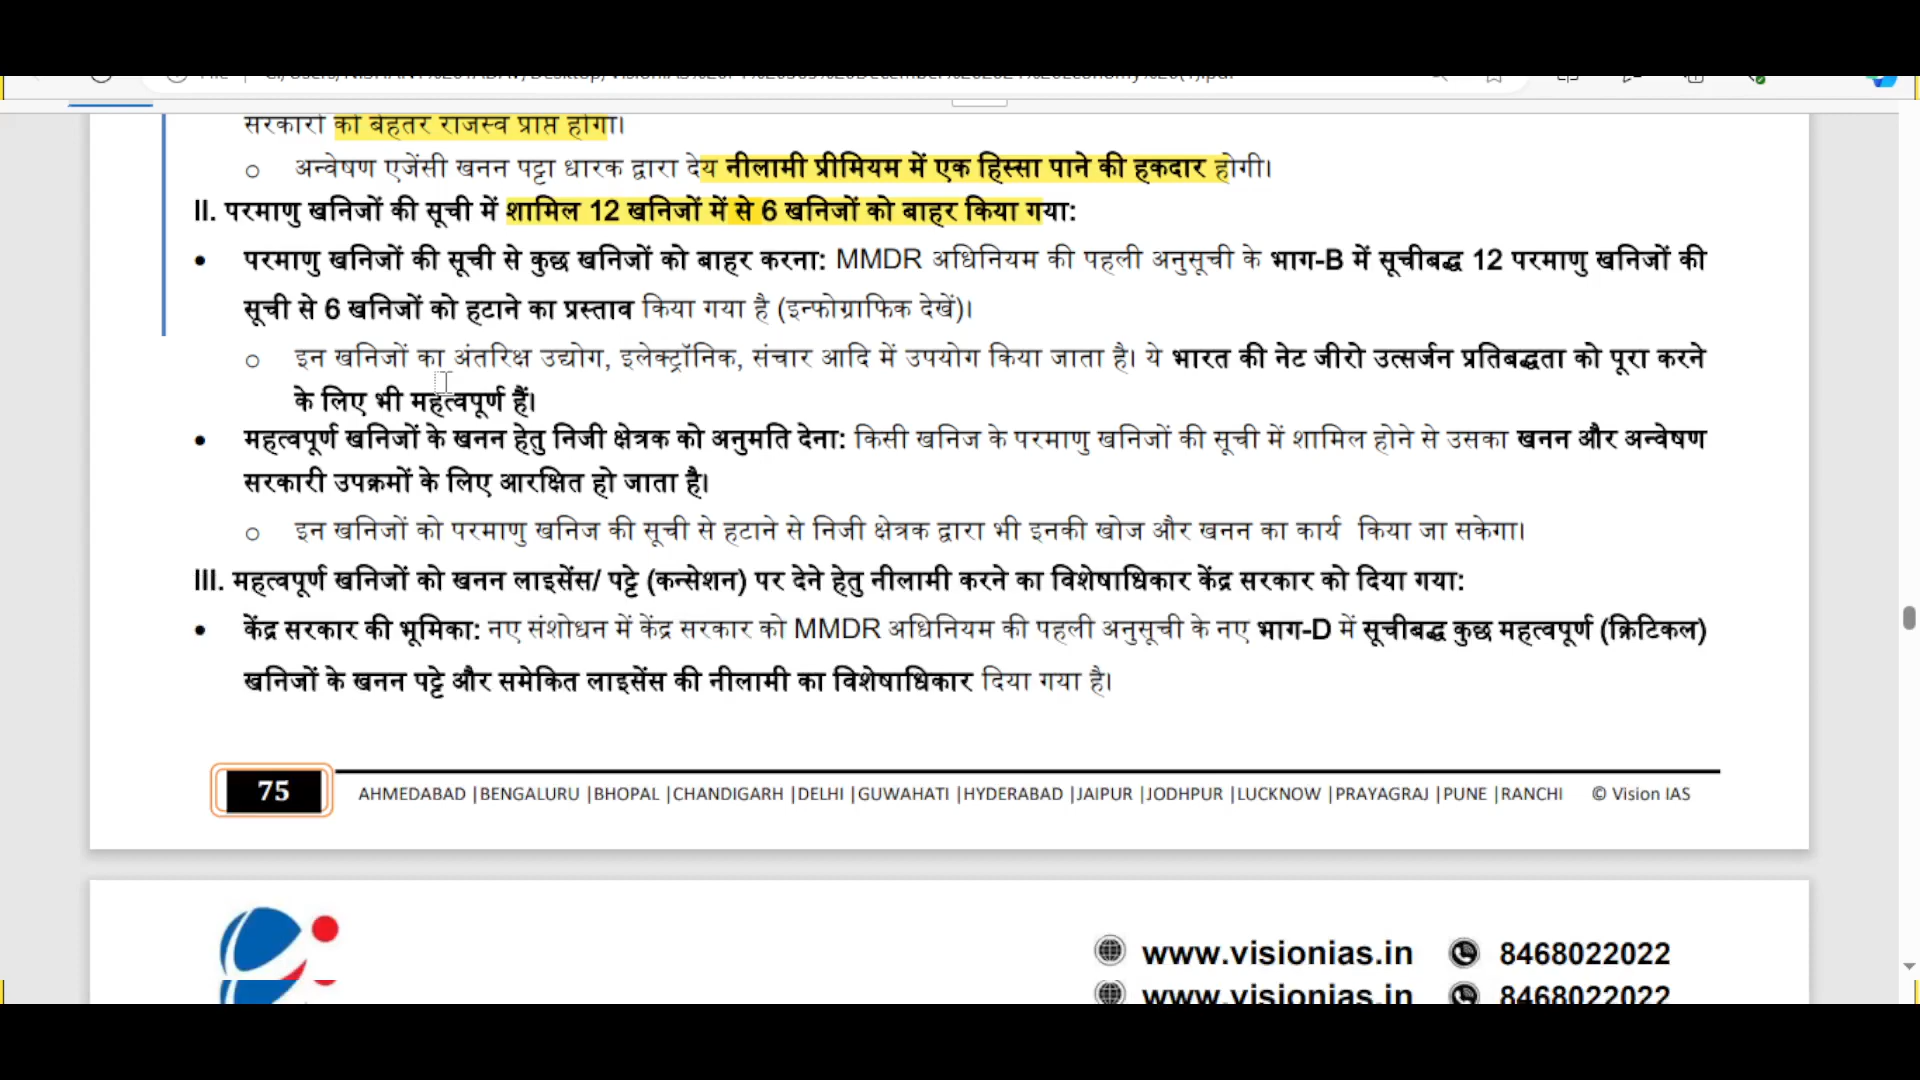 सरकारों को बेहतर राजस्व प्राप्त होगा।
o अन्वेषण एजेंसी खनन पट्टा धारक द्वारा देय नीलामी प्रीमियम में एक हिस्सा पाने की हकदार होगी।
II. परमाणु खनिजों की सूची में शामिल 12 खनिजों में से 6 खनिजों को बाहर किया गया:
• परमाणु खनिजों की सूची से कुछ खनिजों को बाहर करना: MMDR अधिनियम की पहली अनुसूची के भाग-B में सूचीबद्ध 12 परमाणु खनिजों की
सूची से 6 खनिजों को हटाने का प्रस्ताव किया गया है (इन्फोग्राफिक देखें)।
o इन खनिजों का अंतरिक्ष उद्योग, इलेक्ट्रॉनिक, संचार आदि में उपयोग किया जाता है। ये भारत की नेट जीरो उत्सर्जन प्रतिबद्धता को पूरा करने
के लिए भी महत्वपूर्ण हैं।
• महत्वपूर्ण खनिजों के खनन हेतु निजी क्षेत्रक को अनुमति देना: किसी खनिज के परमाणु खनिजों की सूची में शामिल होने से उसका खनन और अन्वेषण
सरकारी उपक्रमों के लिए आरक्षित हो जाता है।
o इन खनिजों को परमाणु खनिज की सूची से हटाने से निजी क्षेत्रक द्वारा भी इनकी खोज और खनन का कार्य किया जा सकेगा।
III. महत्वपूर्ण खनिजों को खनन लाइसेंस/ पट्टे (कन्सेशन) पर देने हेतु नीलामी करने का विशेषाधिकार केंद्र सरकार को दिया गया:
• केंद्र सरकार की भूमिका: नए संशोधन में केंद्र सरकार को MMDR अधिनियम की पहली अनुसूची के नए भाग-D में सूचीबद्ध कुछ महत्वपूर्ण (क्रिटिकल)
खनिजों के खनन पट्टे और समेकित लाइसेंस की नीलामी का विशेषाधिकार दिया गया है।
75 AHMEDABAD |BENGALURU |BHOPAL |CHANDIGARH |DELHI |GUWAHATI |HYDERABAD |JAIPUR |JODHPUR |LUCKNOW |PRAYAGRAJ |PUNE |RANCHI © Vision IAS
www.visionias.in 8468022022
www.visionias.in 8468022022